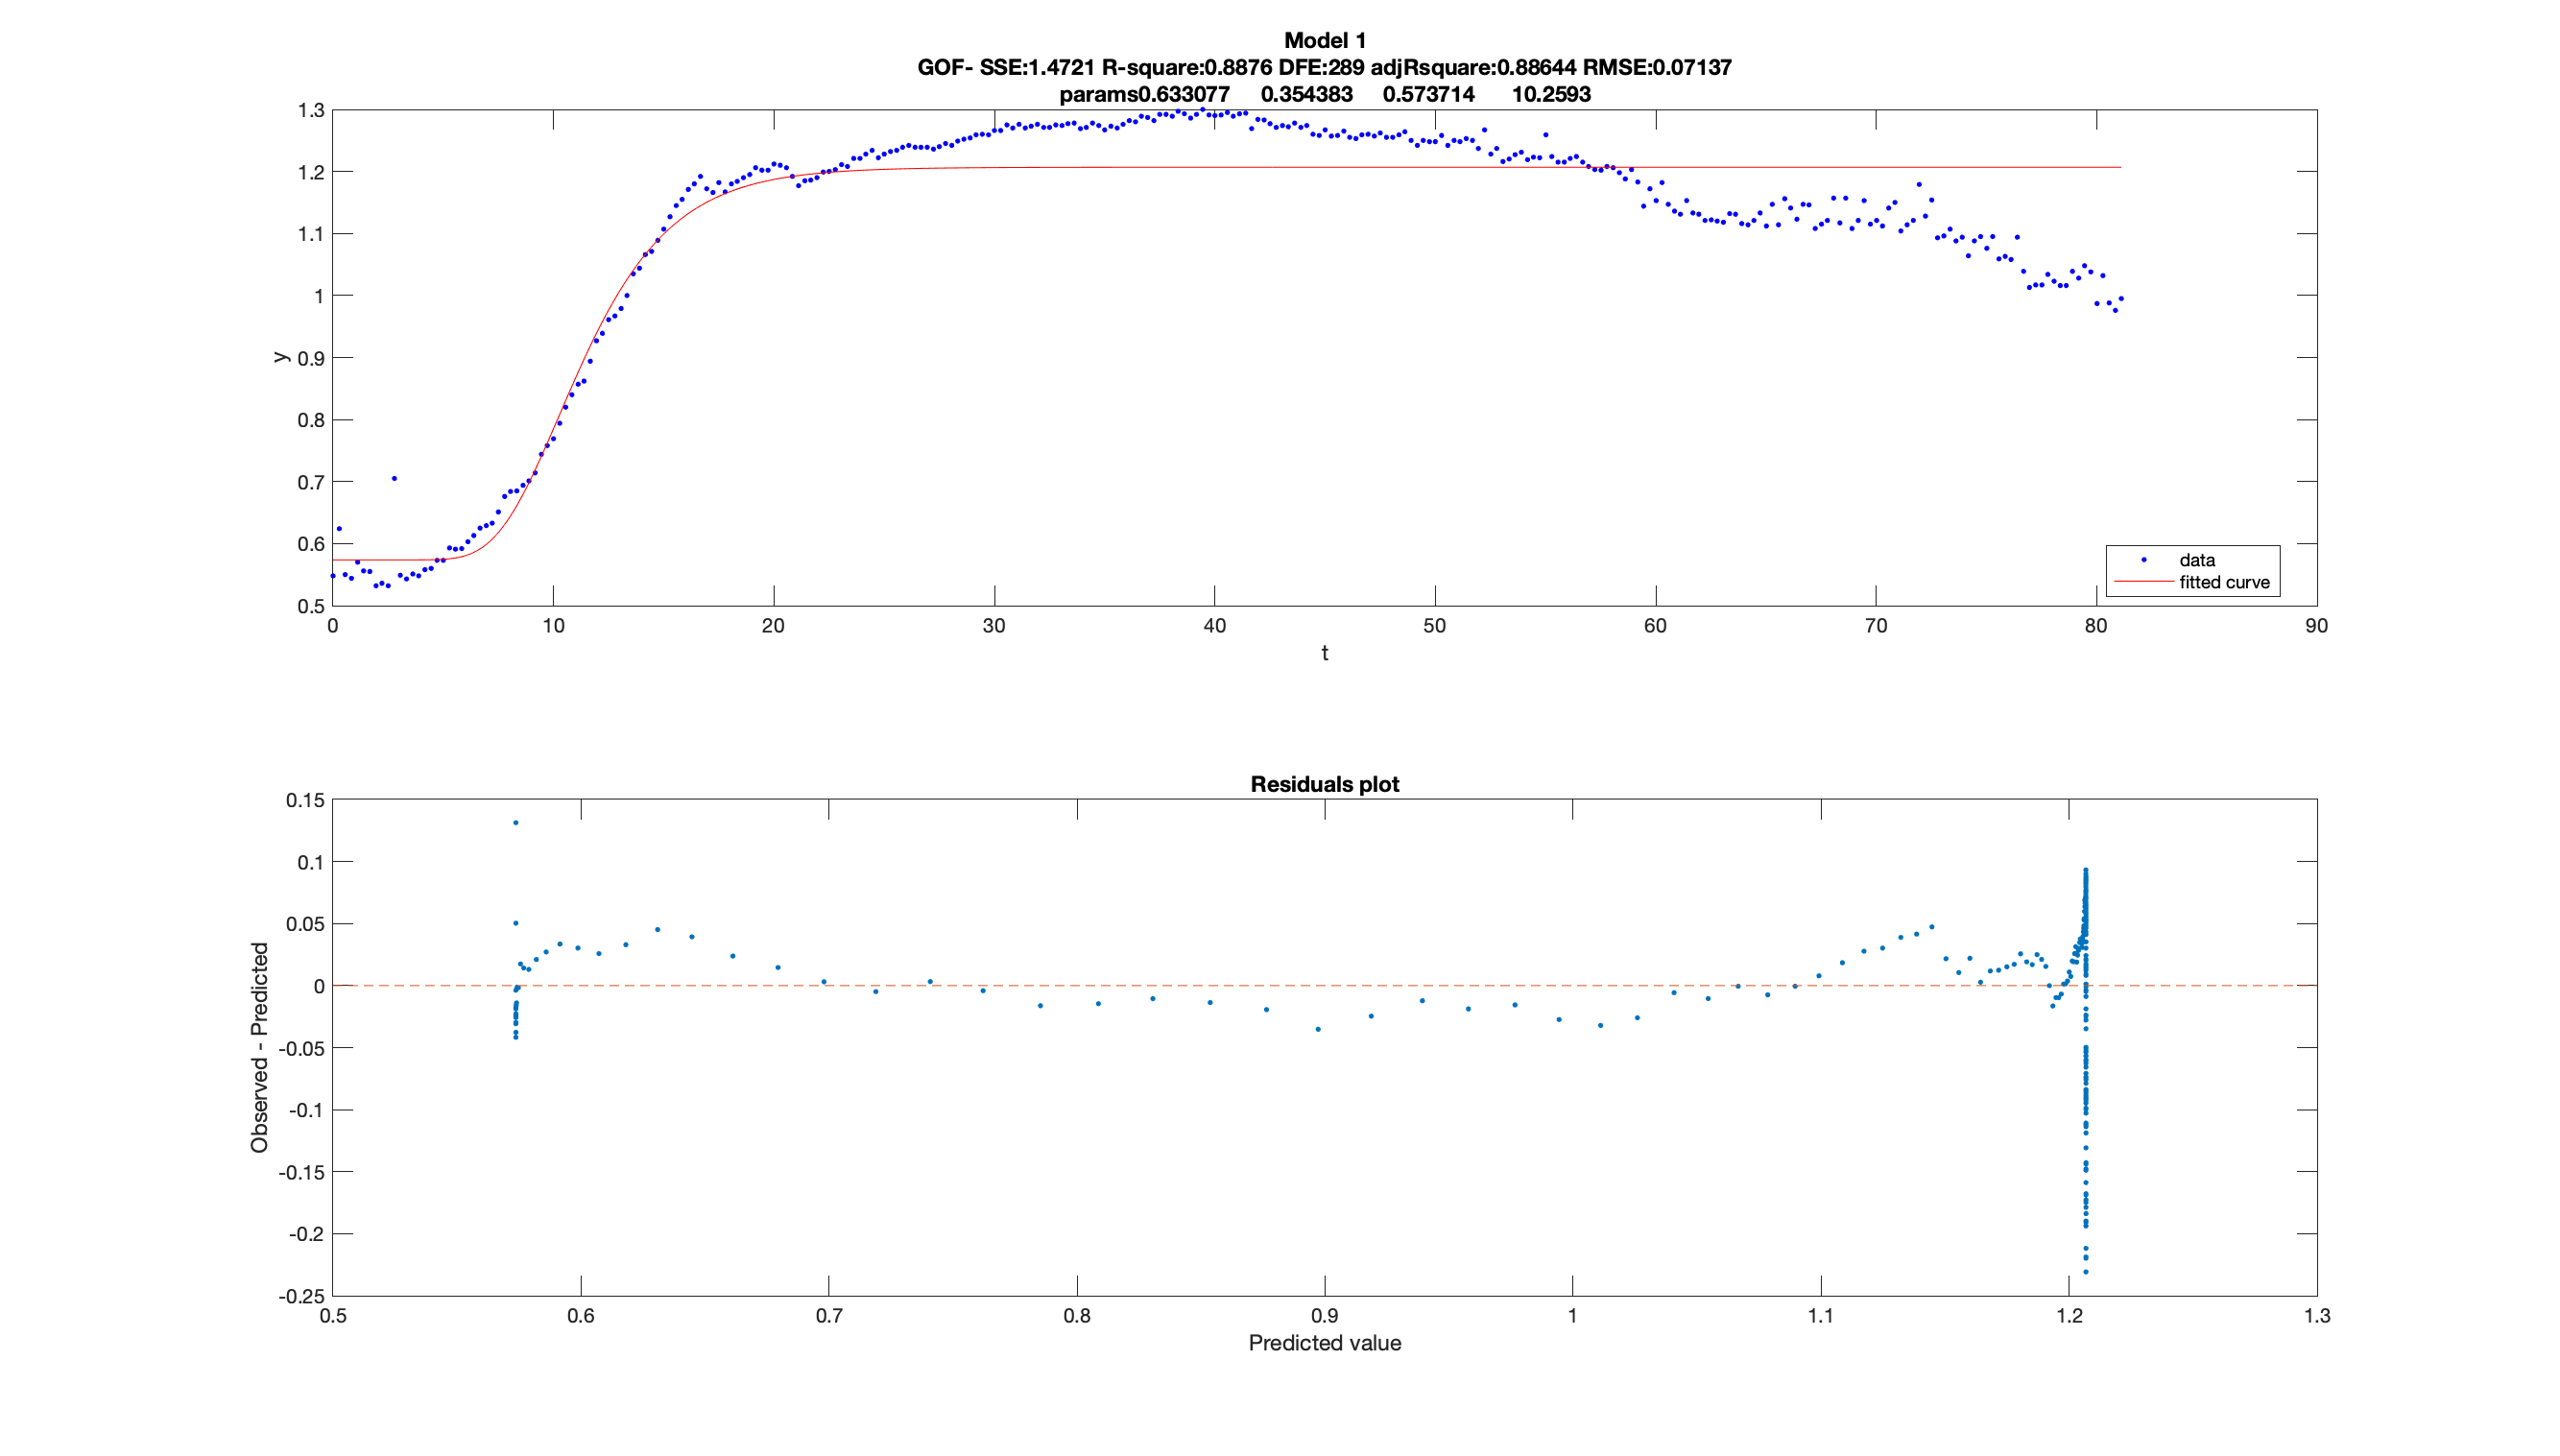 Model 1
GOF- SSE:1.4721 R-square:0.8876 DFE:289 adjRsquare:0.88644 RMSE:0.07137
params0.633077 0.354383 0.573714 10.2593
1.3
1.2
1.1
1
0.9
0.8
0.7
0.6
0.5
y
data
fitted curve
0 10 20 30 40 50 60 70 80 90
t
Residuals plot
0.15
0.1
0.05
0
-0.05
-0.1
-0.15
-0.2
-0.25
Observed - Predicted
0.5 0.6 0.7 0.8 0.9 1 1.1 1.2 1.3
Predicted value